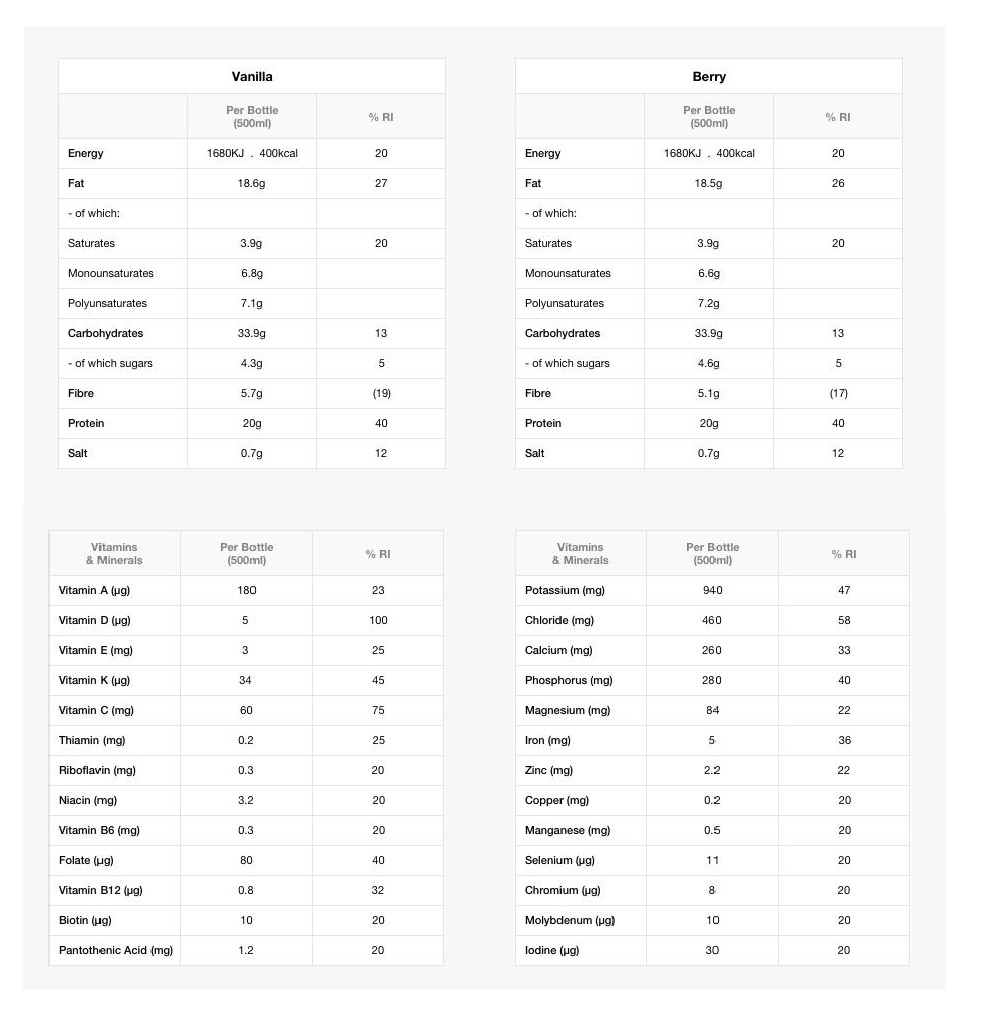 Vanilla
Per Bottle
(500ml)
% RI
Energy 1680KJ . 400kcal 20
Fat 18.6g 27
- of which:
Saturates 3.9g 20
Monounsaturates 6.8g
Polyunsaturates 7.1g
Carbohydrates 33.9g 13
- of which sugars 4.3g 5
Fibre 5.7g (19)
Protein 20g 40
Salt 0.7g 12
Berry
Per Bottle
(500ml)
% RI
Energy 1680KJ . 400kcal 20
Fat 18.5g 26
- of which:
Saturates 3.9g 20
Monounsaturates 6.6g
Polyunsaturates 7.2g
Carbohydrates 33.9g 13
- of which sugars 4.6g 5
Fibre 5.1g (17)
Protein 20g 40
Salt 0.7g 12
Vitamins
& Minerals
Per Bottle
(500ml)
% RI
Vitamin A (µg) 180 23
Vitamin D (µg) 5 100
Vitamin E (mg) 3 25
Vitamin K (µg) 34 45
Vitamin C (mg) 60 75
Thiamin (mg) 0.2 25
Riboflavin (mg) 0.3 20
Niacin (mg) 3.2 20
Vitamin B6 (mg) 0.3 20
Folate (µg) 80 40
Vitamin B12 (µg) 0.8 32
Biotin (µg) 10 20
Pantothenic Acid (mg) 1.2 20
Vitamins
& Minerals
Per Bottle
(500ml)
% RI
Potassium (mg) 940 47
Chloride (mg) 460 58
Calcium (mg) 260 33
Phosphorus (mg) 280 40
Magnesium (mg) 84 22
Iron (mg) 5 36
Zinc (mg) 2.2 22
Copper (mg) 0.2 20
Manganese (mg) 0.5 20
Selenium (µg) 11 20
Chromium (µg) 8 20
Molybdenum (µg) 10 20
Iodine (µg) 30 20